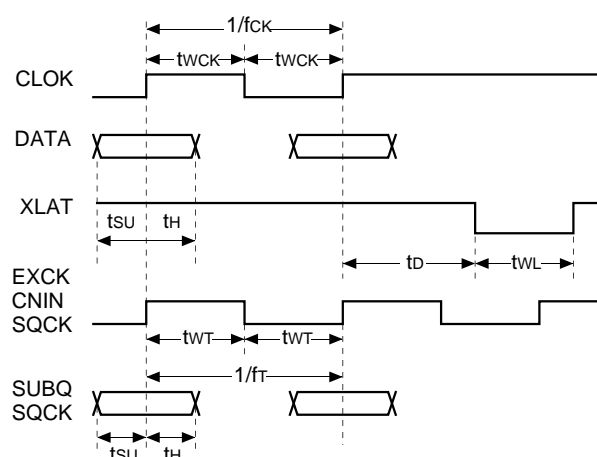 1/fCK
tWCK tWCK
CLOK
DATA
XLAT
tSU tH
tD tWL
EXCK
CNIN
SQCK
tWT tWT
1/fT
SUBQ
SQCK
tSU tH